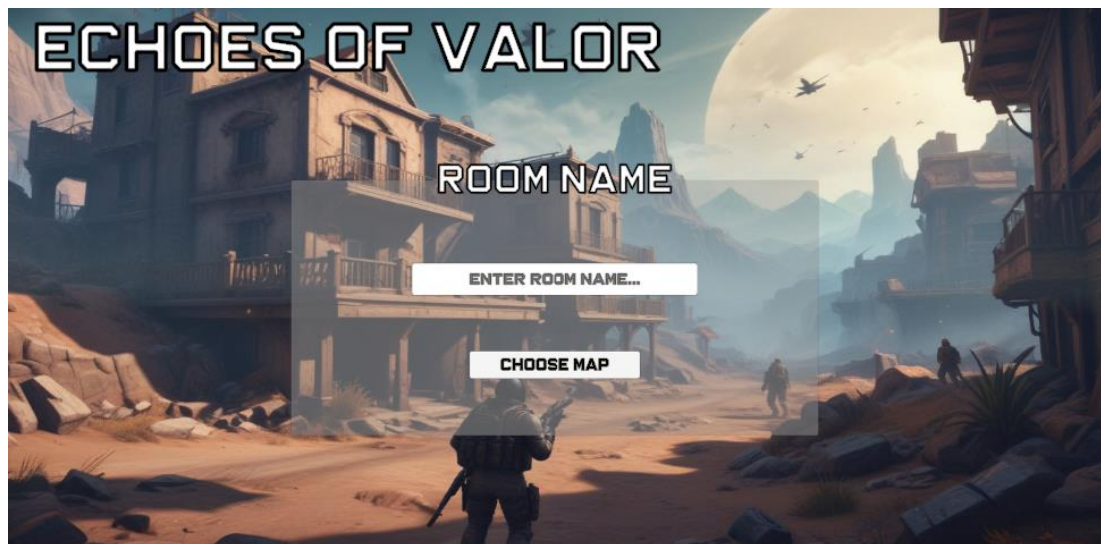 ECHOES OF VALOR
ROOM NAME
ENTER ROOM NAME...
CHOOSE MAP